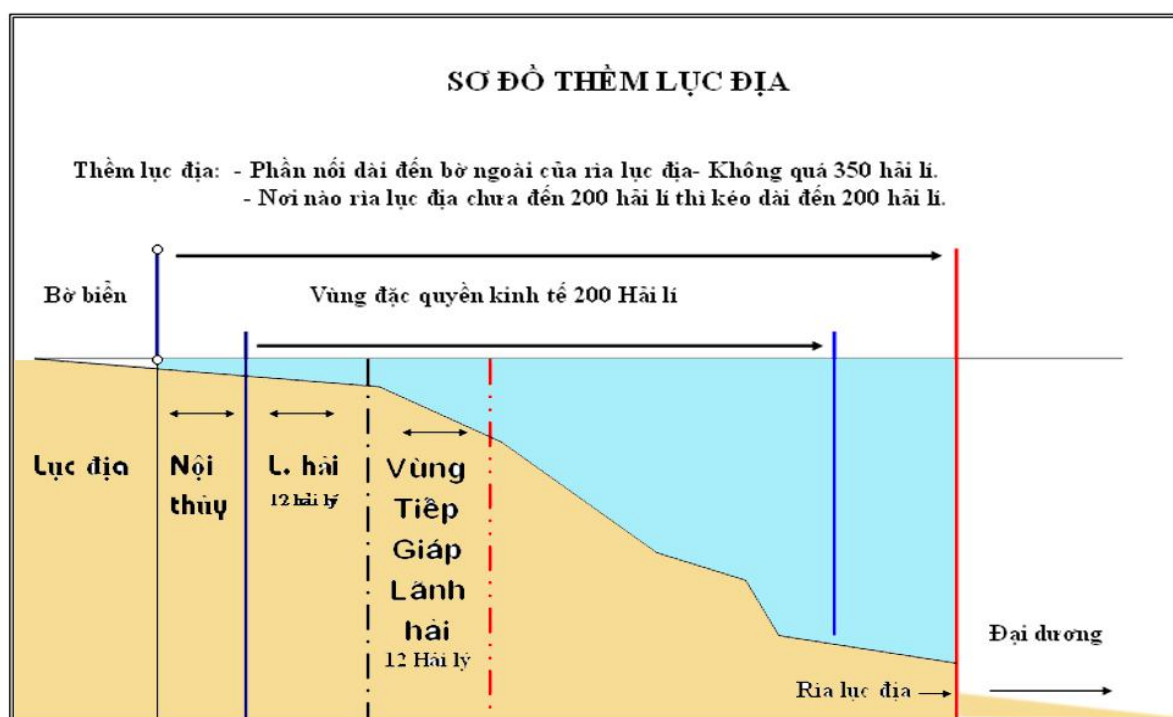 SƠ ĐỒ THỀM LỤC ĐỊA
Thềm lục địa: - Phần nối dài đến bờ ngoài của rìa lục địa- Không quá 350 hải lí.
- Nơi nào rìa lục địa chưa đến 200 hải lí thì kéo dài đến 200 hải lí.
Bờ biển
Vùng đặc quyền kinh tế 200 Hải lí
Lục địa
Nội
thủy
L. hải
12 hải lý
Vùng
Tiếp
Giáp
Lãnh
hải
12 Hải lý
Đại dương
Rìa lục địa